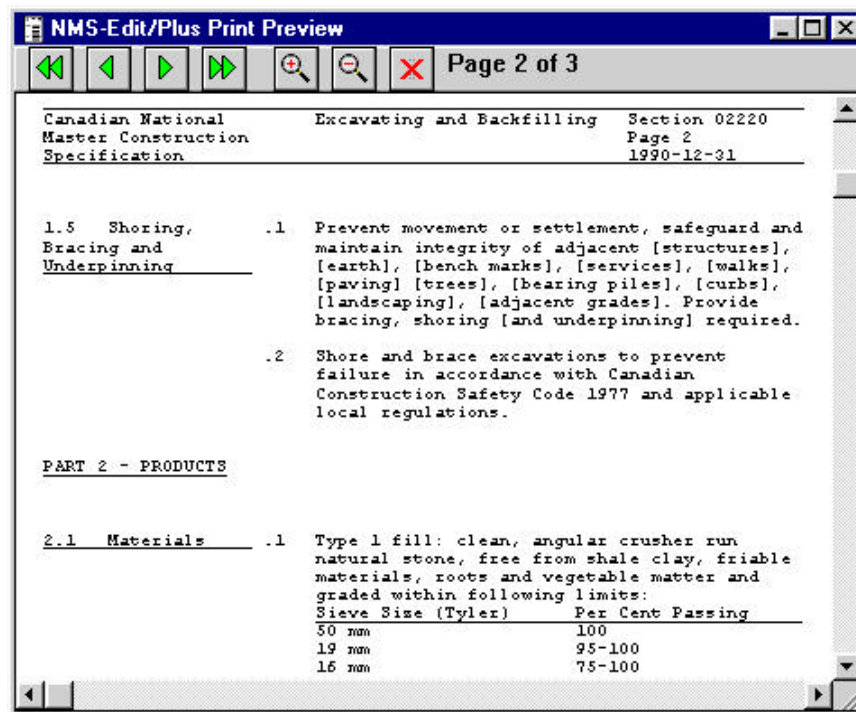 NMS-Edit/Plus Print Preview
Page 2 of 3
Canadian National Excavating and Backfilling Section 02220
Master Construction Page 2
Specification 1990-12-31
1.5 Shoring, .1 Prevent movement or settlement, safeguard and
Bracing and maintain integrity of adjacent [structures],
Underpinning [earth], [bench marks], [services], [walks],
[paving] [trees], [bearing piles], [curbs],
[landscaping], [adjacent grades]. Provide
bracing, shoring [and underpinning] required.
.2 Shore and brace excavations to prevent
failure in accordance with Canadian
Construction Safety Code 1977 and applicable
local regulations.
PART 2 - PRODUCTS
2.1 Materials .1 Type 1 fill: clean, angular crusher run
natural stone, free from shale clay, friable
materials, roots and vegetable matter and
graded within following limits:
Sieve Size (Tyler) Per Cent Passing
50 mm 100
19 mm 95-100
16 mm 75-100